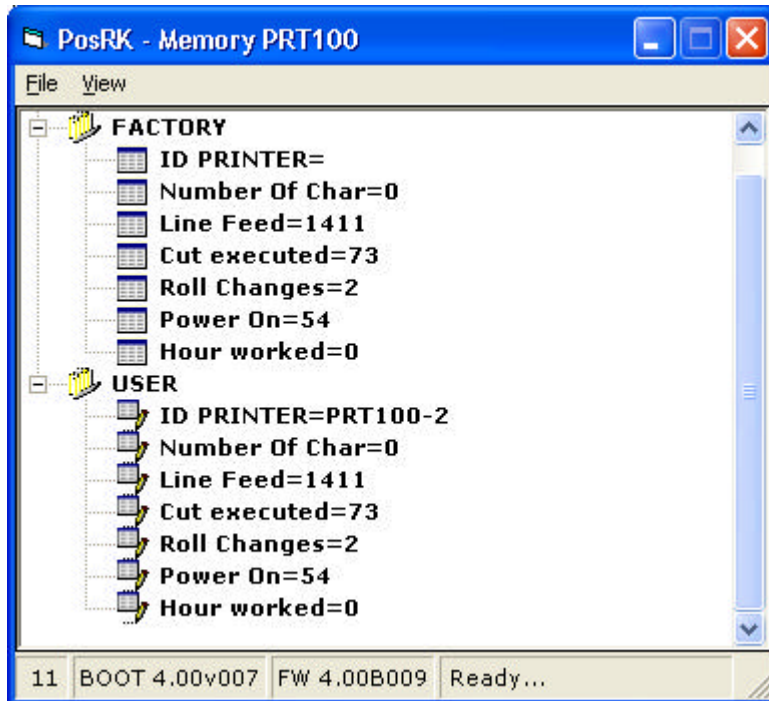 PosRK - Memory PRT100
File View
FACTORY
ID PRINTER=
Number Of Char=0
Line Feed=1411
Cut executed=73
Roll Changes=2
Power On=54
Hour worked=0
USER
ID PRINTER=PRT100-2
Number Of Char=0
Line Feed=1411
Cut executed=73
Roll Changes=2
Power On=54
Hour worked=0
11 BOOT 4.00v007 FW 4.00B009 Ready...